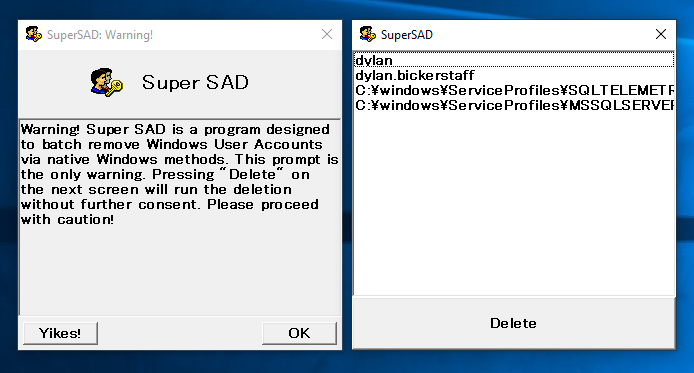 SuperSAD: Warning!
Super SAD
Warning! Super SAD is a program designed
to batch remove Windows User Accounts
via native Windows methods. This prompt is
the only warning. Pressing "Delete" on
the next screen will run the deletion
without further consent. Please proceed
with caution!
Yikes!
OK
SuperSAD
dylan
dylan.bickerstaff
C:¥windows¥ServiceProfiles¥SQLTELEMETR
C:¥windows¥ServiceProfiles¥MSSQLSERVER
Delete